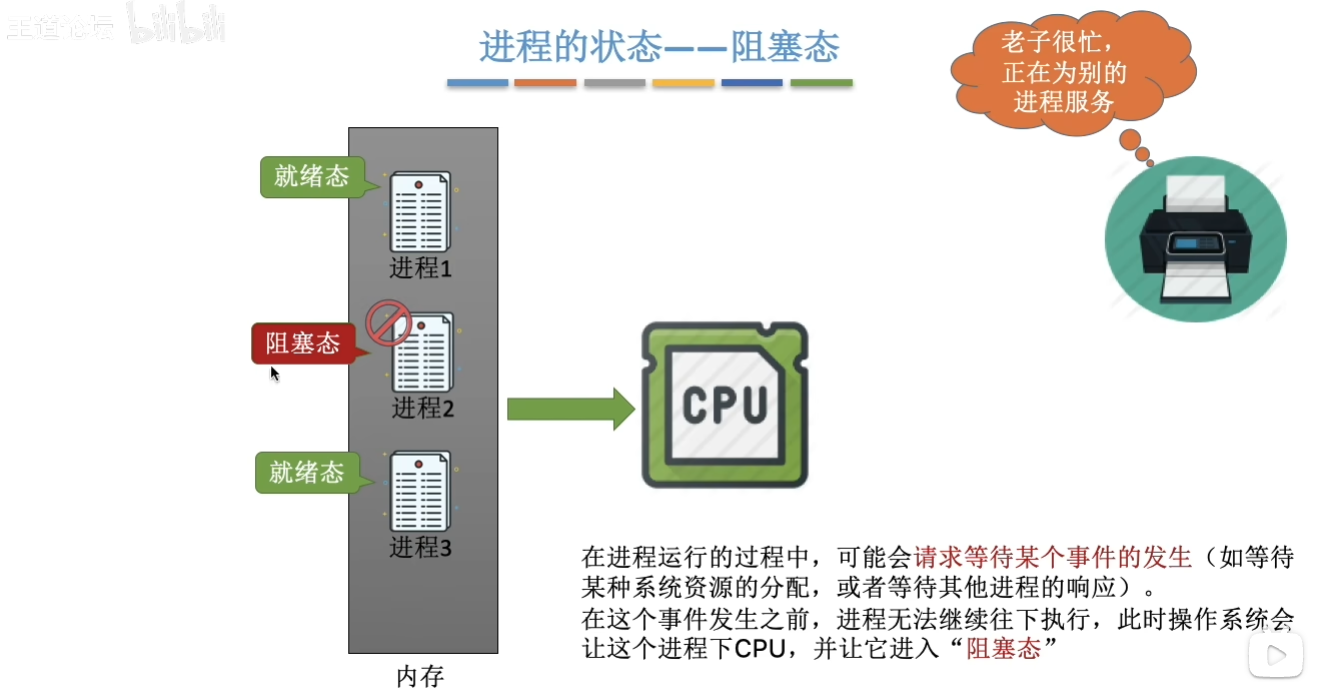 王道论坛 bilibili
进程的状态——阻塞态
老子很忙，
正在为别的
进程服务
就绪态
进程1
阻塞态
进程2
就绪态
进程3
内存
CPU
在进程运行的过程中，可能会请求等待某个事件的发生（如等待
某种系统资源的分配，或者等待其他进程的响应）。
在这个事件发生之前，进程无法继续往下执行，此时操作系统会
让这个进程下CPU，并让它进入“阻塞态”